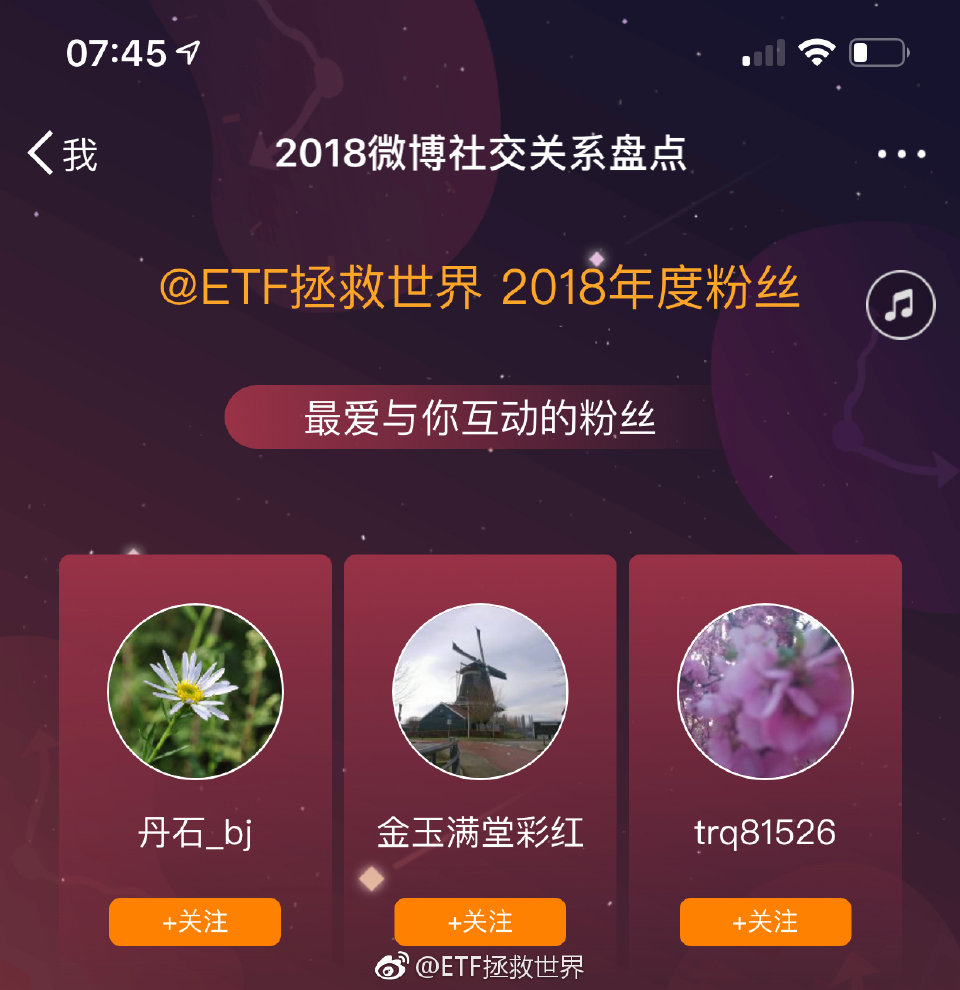 07:45
我
2018微博社交关系盘点
@ETF拯救世界 2018年度粉丝
最爱与你互动的粉丝
丹石_bj
金玉满堂彩红
trq81526
+关注
+关注
+关注
@ETF拯救世界